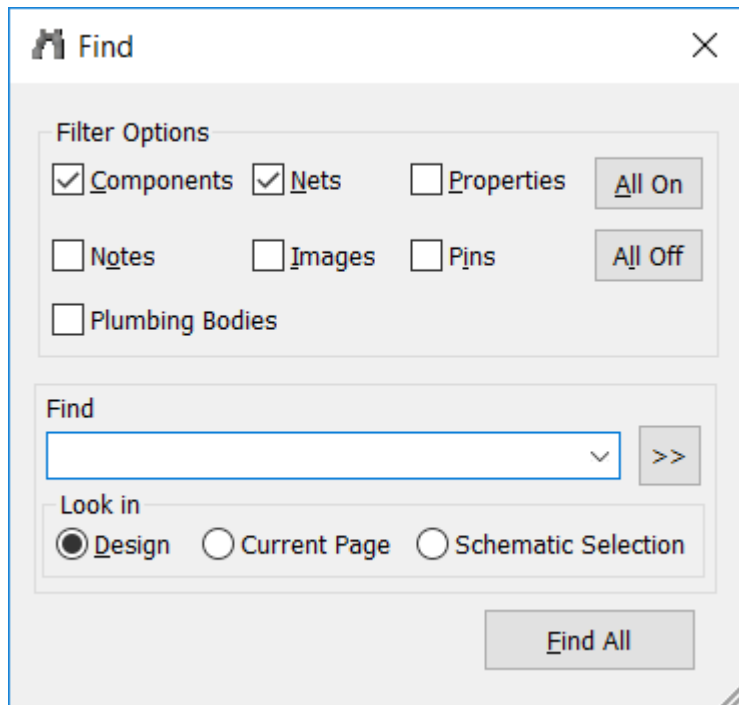 Find
Filter Options
Components Nets Properties All On
Notes Images Pins All Off
Plumbing Bodies
Find
>>
Look in
Design Current Page Schematic Selection
Find All